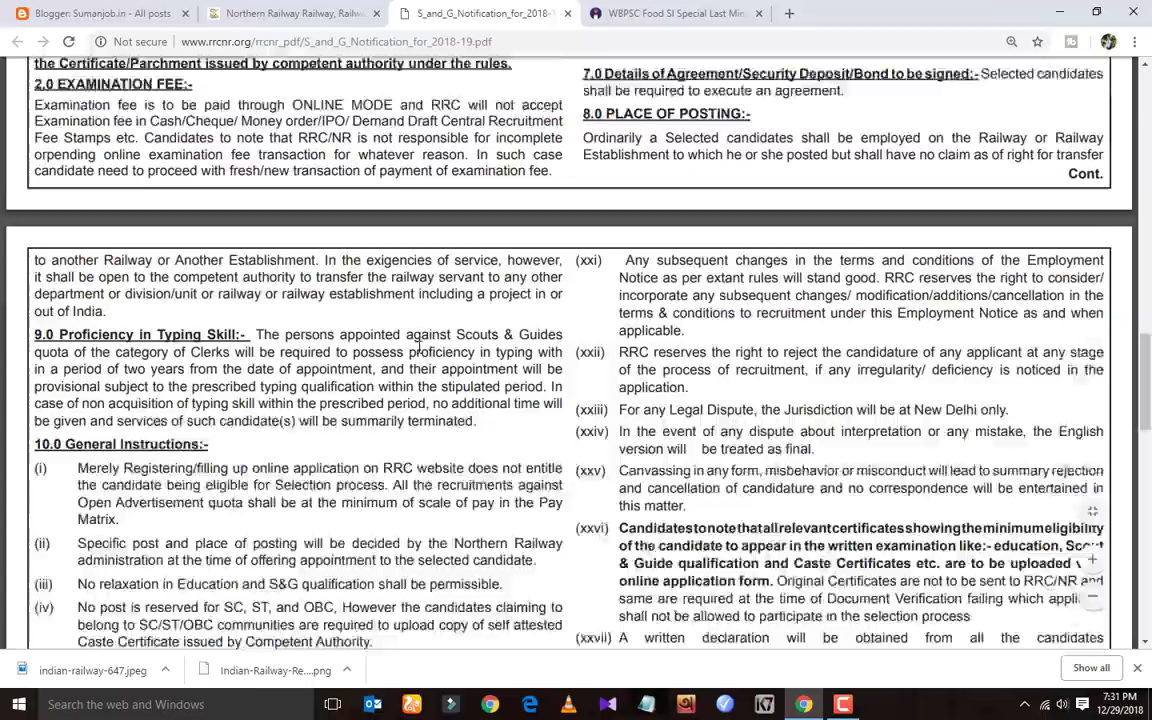 Blogger: Sumanjob.in - All posts
Northern Railway Railway, Railw
S_and_G_Notification_for_2018-1
WBPSC Food SI Special Last Min
Not secure
www.rrcnr.org/rrcnr_pdf/S_and_G_Notification_for_2018-19.pdf
the Certificate/Parchment issued by competent authority under the rules.
2.0 EXAMINATION FEE:-
Examination fee is to be paid through ONLINE MODE and RRC will not accept
Examination fee in Cash/Cheque/ Money order/IPO/ Demand Draft Central Recruitment
Fee Stamps etc. Candidates to note that RRC/NR is not responsible for incomplete
orpending online examination fee transaction for whatever reason. In such case
candidate need to proceed with fresh/new transaction of payment of examination fee.
7.0 Details of Agreement/Security Deposit/Bond to be signed:- Selected candidates
shall be required to execute an agreement.
8.0 PLACE OF POSTING:-
Ordinarily a Selected candidates shall be employed on the Railway or Railway
Establishment to which he or she posted but shall have no claim as of right for transfer
Cont.
to another Railway or Another Establishment. In the exigencies of service, however,
it shall be open to the competent authority to transfer the railway servant to any other
department or division/unit or railway or railway establishment including a project in or
out of India.
9.0 Proficiency in Typing Skill:- The persons appointed against Scouts & Guides
quota of the category of Clerks will be required to possess proficiency in typing with
in a period of two years from the date of appointment, and their appointment will be
provisional subject to the prescribed typing qualification within the stipulated period. In
case of non acquisition of typing skill within the prescribed period, no additional time will
be given and services of such candidate(s) will be summarily terminated.
10.0 General Instructions:-
(i) Merely Registering/filling up online application on RRC website does not entitle
the candidate being eligible for Selection process. All the recruitments against
Open Advertisement quota shall be at the minimum of scale of pay in the Pay
Matrix.
(ii) Specific post and place of posting will be decided by the Northern Railway
administration at the time of offering appointment to the selected candidate.
(iii) No relaxation in Education and S&G qualification shall be permissible.
(iv) No post is reserved for SC, ST, and OBC, However the candidates claiming to
belong to SC/ST/OBC communities are required to upload copy of self attested
Caste Certificate issued by Competent Authority.
(xxi) Any subsequent changes in the terms and conditions of the Employment
Notice as per extant rules will stand good. RRC reserves the right to consider/
incorporate any subsequent changes/ modification/additions/cancellation in the
terms & conditions to recruitment under this Employment Notice as and when
applicable.
(xxii) RRC reserves the right to reject the candidature of any applicant at any stage
of the process of recruitment, if any irregularity/ deficiency is noticed in the
application.
(xxiii) For any Legal Dispute, the Jurisdiction will be at New Delhi only.
(xxiv) In the event of any dispute about interpretation or any mistake, the English
version will be treated as final.
(xxv) Canvassing in any form, misbehavior or misconduct will lead to summary rejection
and cancellation of candidature and no correspondence will be entertained in
this matter.
(xxvi) Candidatestonotethatallrelevantcertificatesshowingtheminimumeligibility
of the candidate to appear in the written examination like:- education, Scout
& Guide qualification and Caste Certificates etc. are to be uploaded
online application form. Original Certificates are not to be sent to RRC/NR and
same are required at the time of Document Verification failing which appli
shall not be allowed to participate in the selection process
(xxvii) A written declaration will be obtained from all the candidates
indian-railway-647.jpeg
Indian-Railway-Re....png
Show all
Search the web and Windows
7:31 PM
12/29/2018